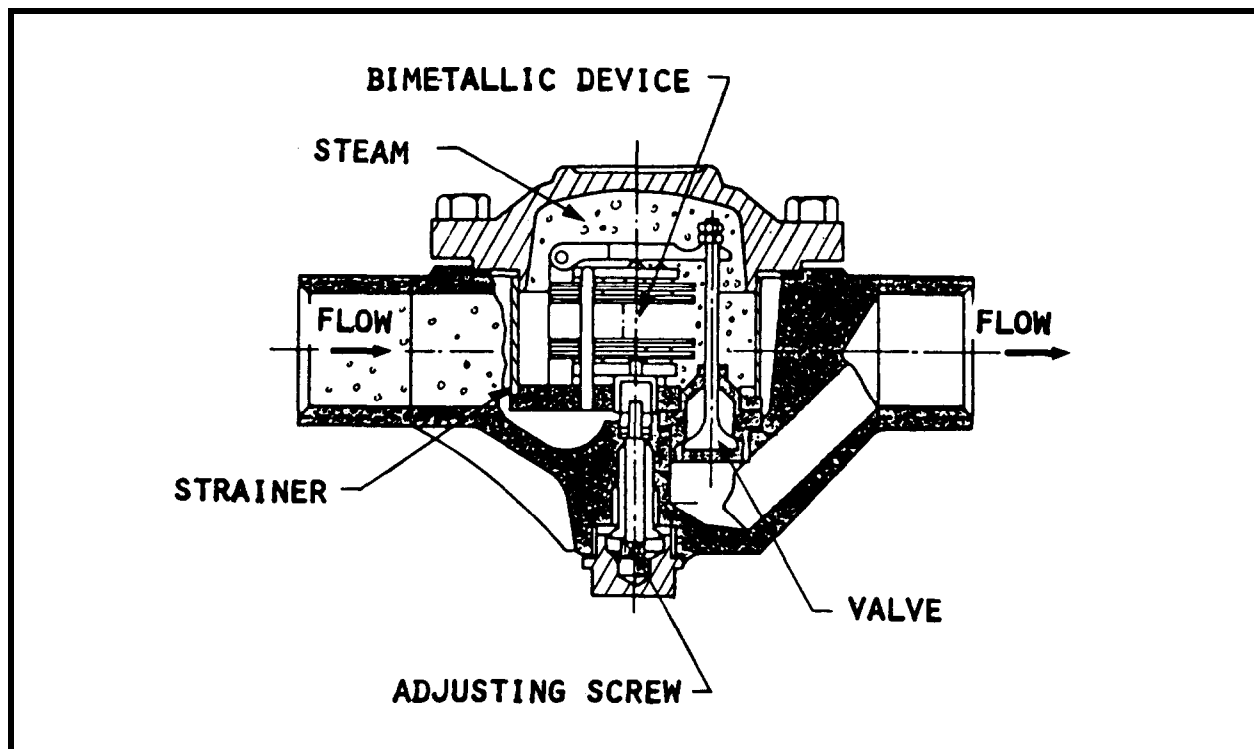 BIMETALLIC DEVICE
STEAM
FLOW
FLOW
STRAINER
VALVE
ADJUSTING SCREW